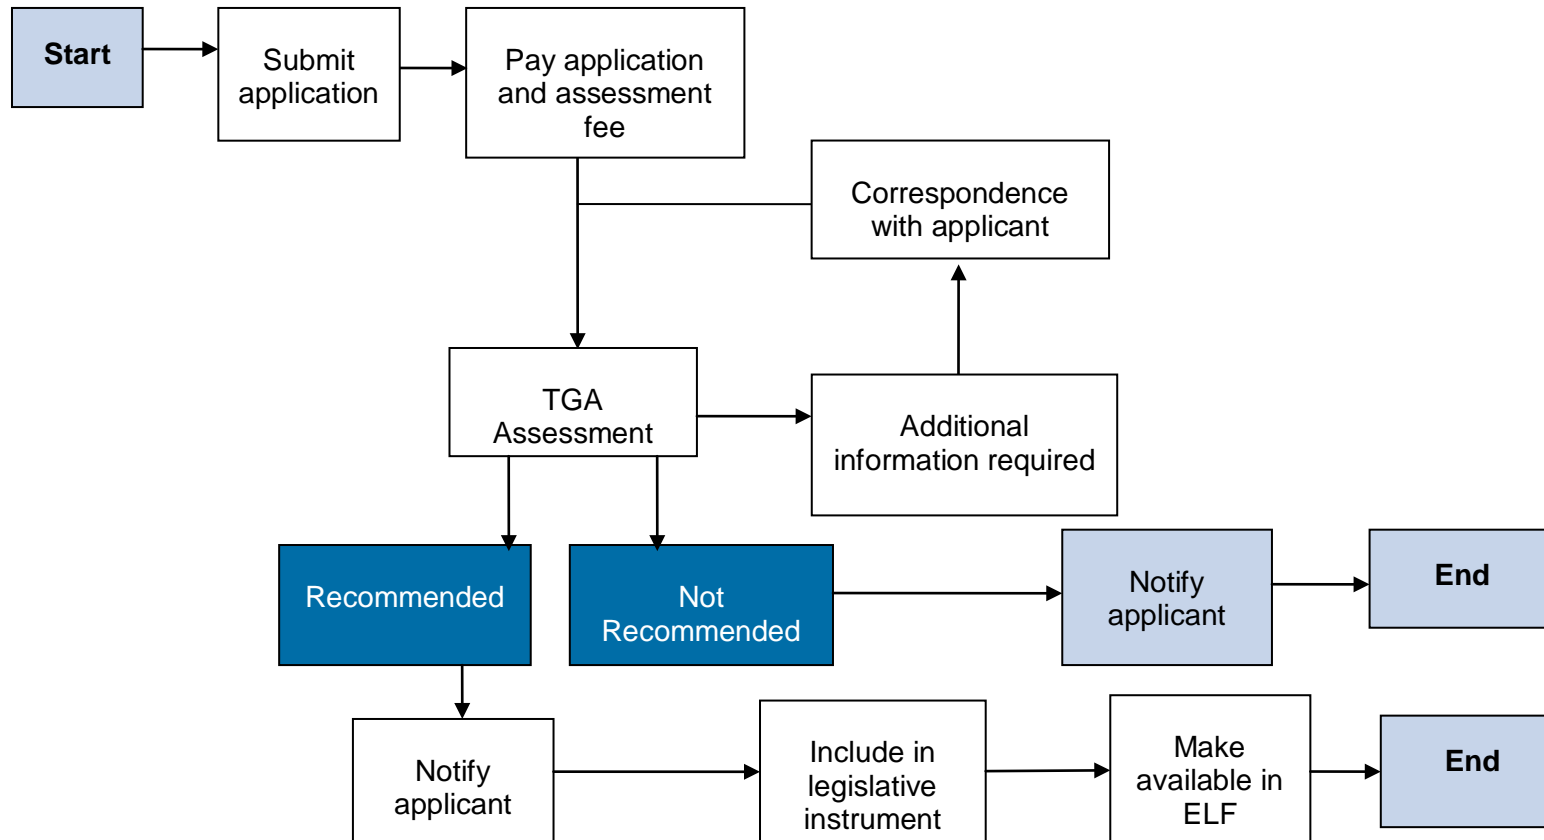 Start
Submit
application
Pay application
and assessment
fee
Correspondence
with applicant
TGA
Assessment
Additional
information required
Recommended
Not
Recommended
Notify
applicant
End
Notify
applicant
Include in
legislative
instrument
Make
available in
ELF
End